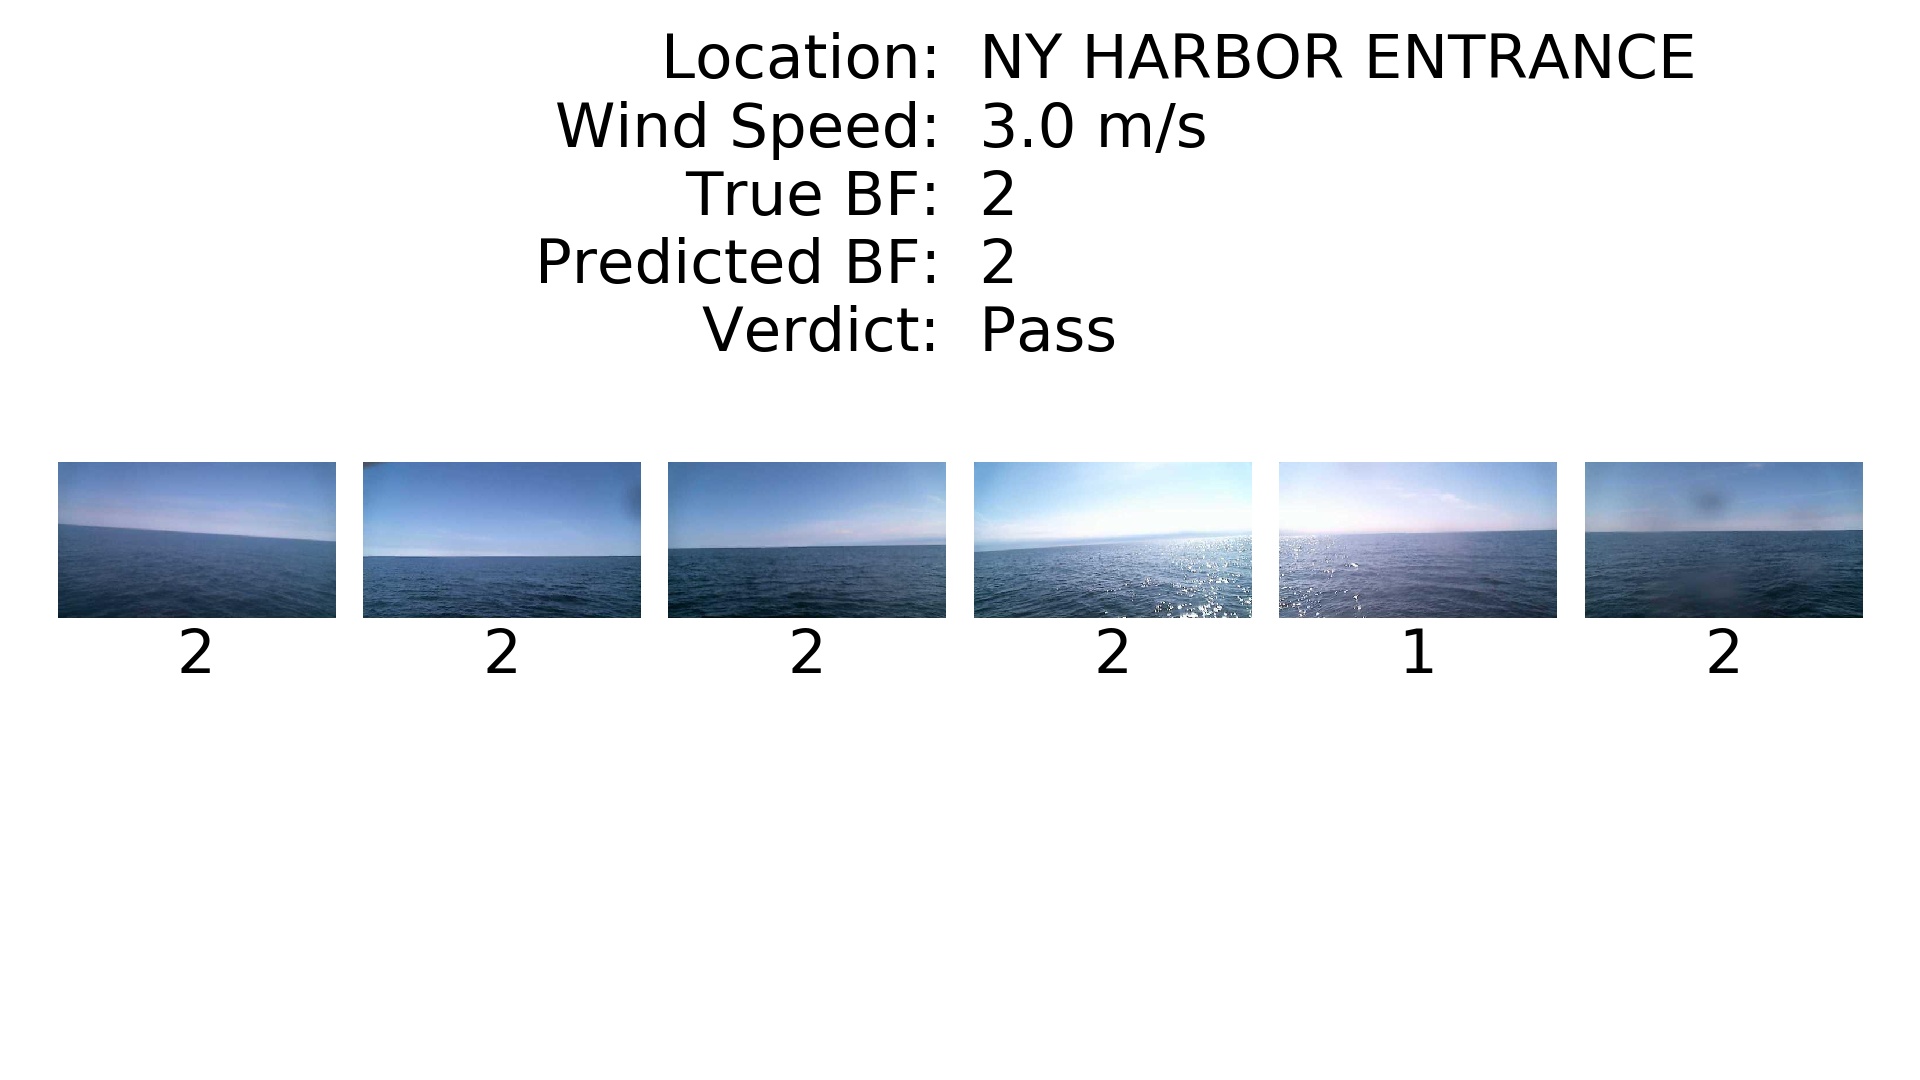 Location: NY HARBOR ENTRANCE
Wind Speed: 3.0 m/s
True BF: 2
Predicted BF: 2
Verdict: Pass
2 2 2 2 1 2